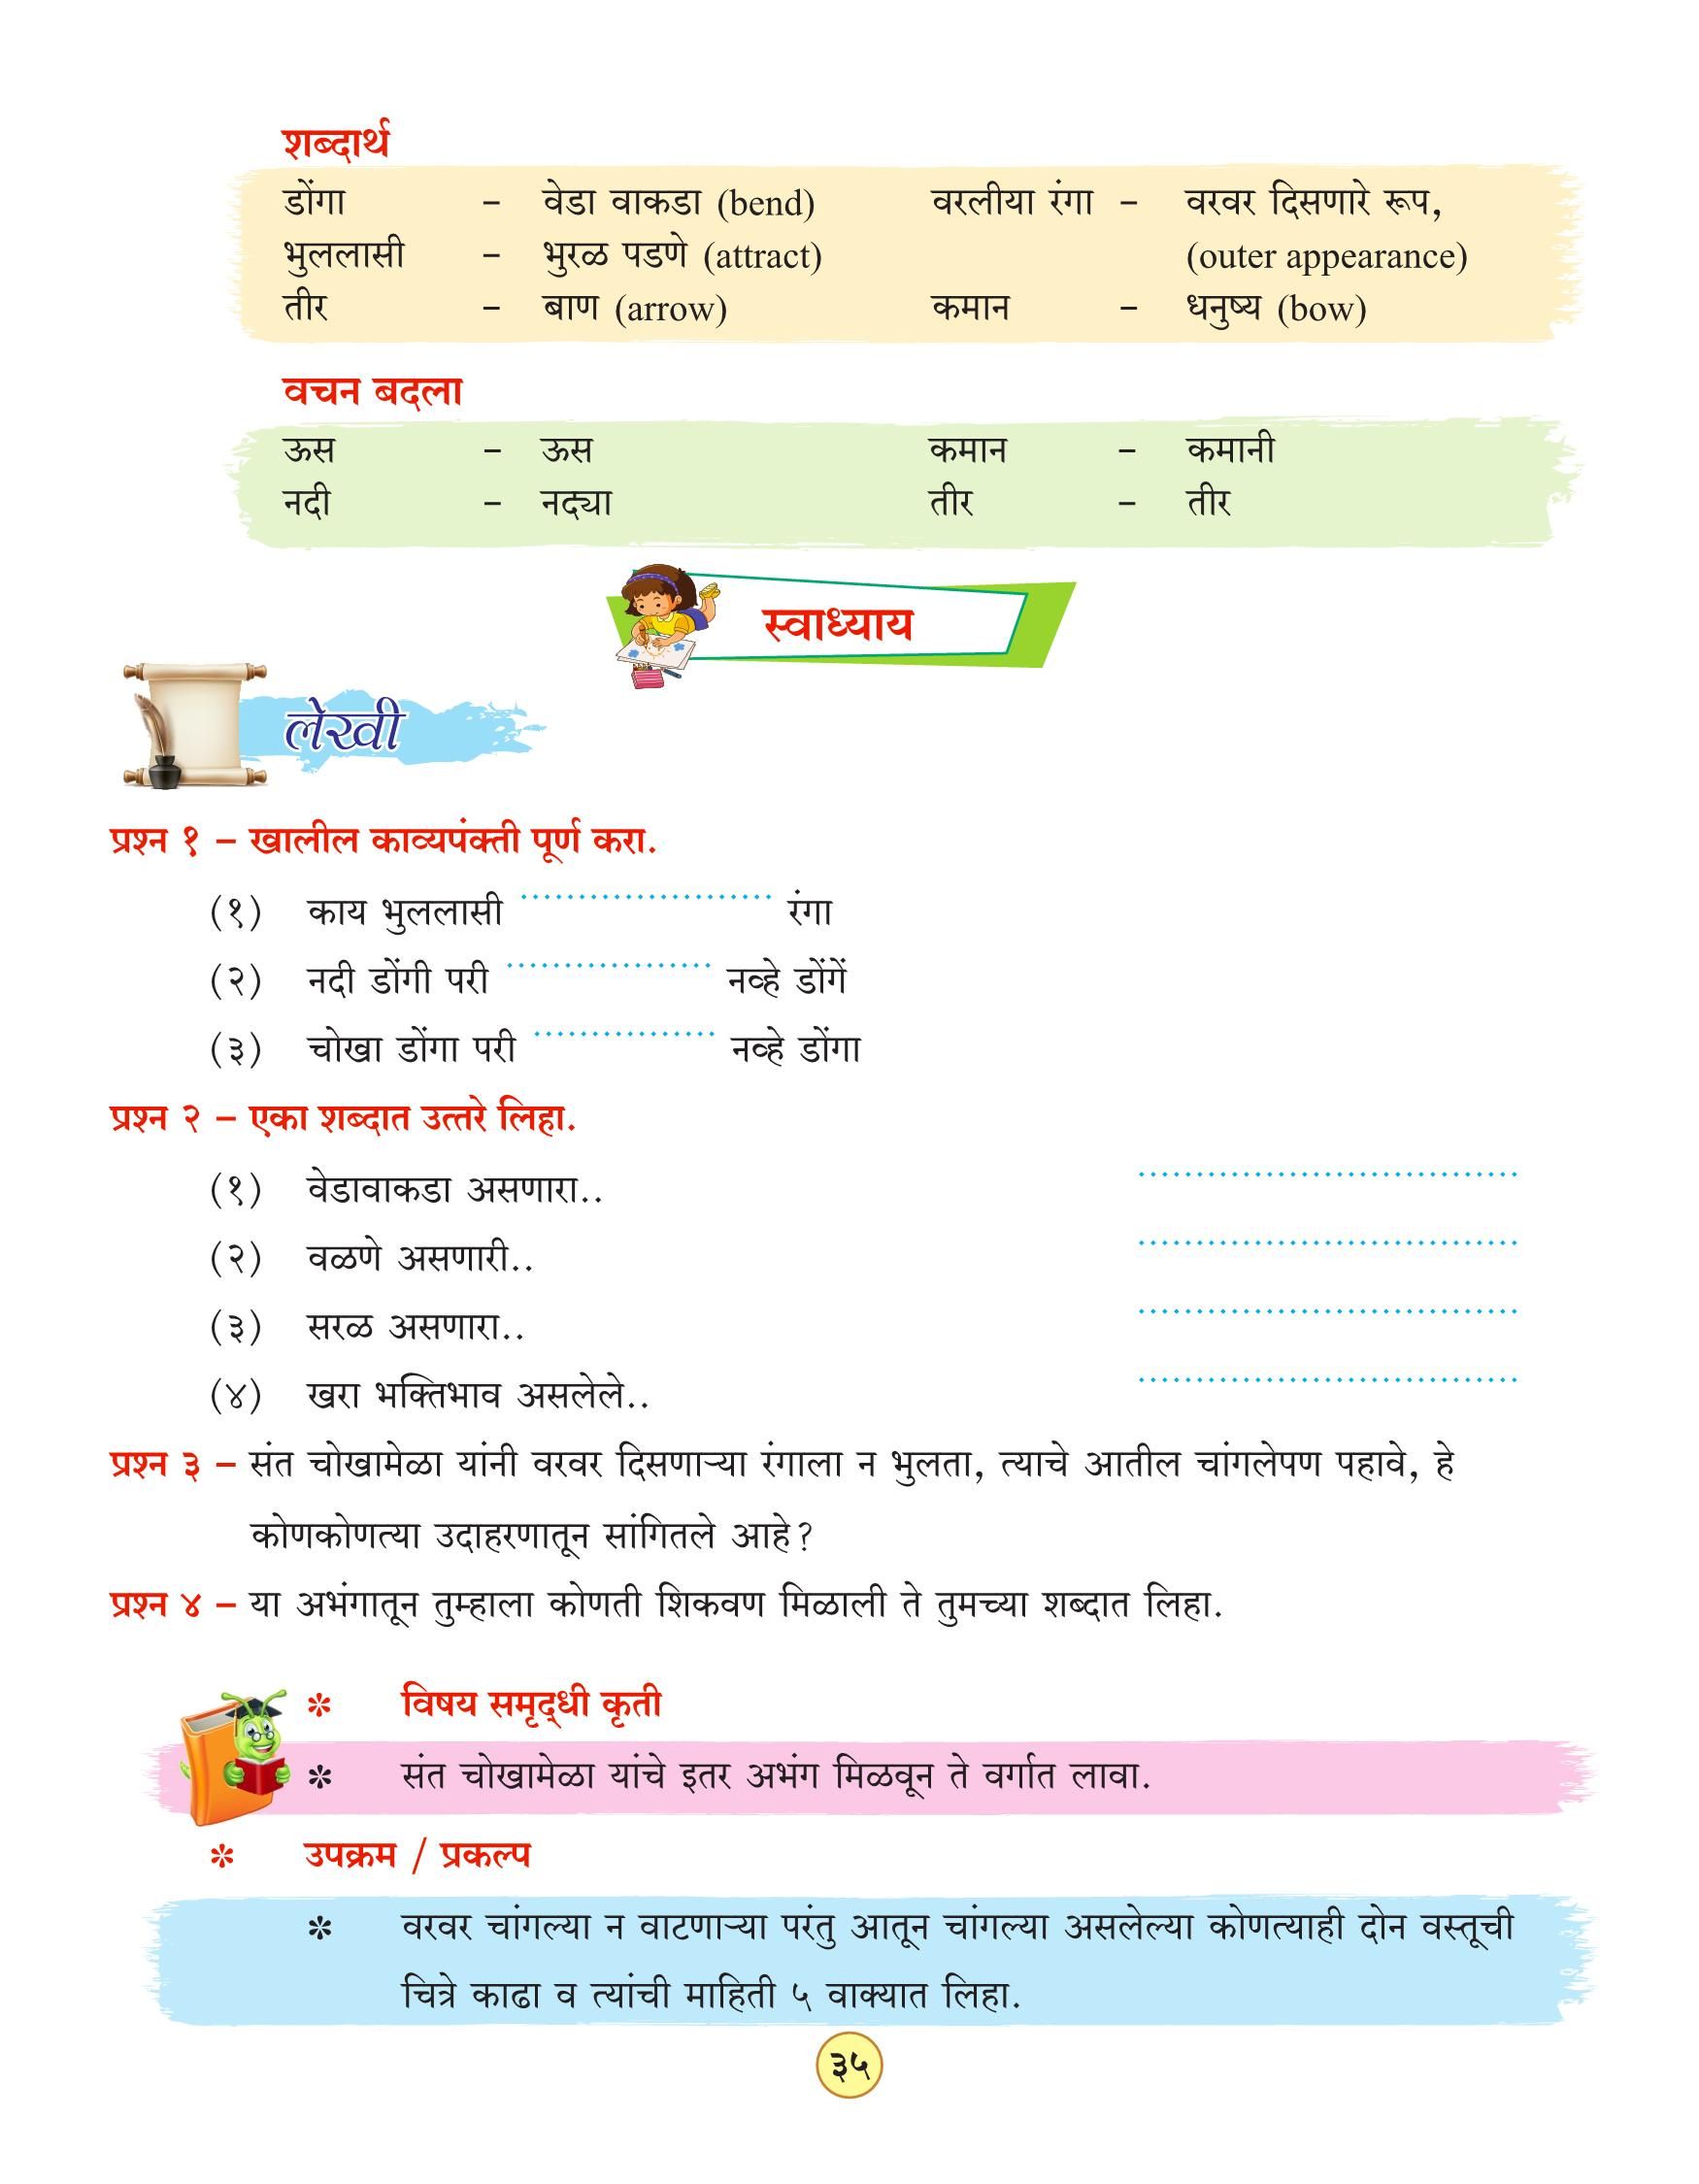 शब्दार्थ
डोंगा – वेडा वाकडा (bend) वरलीया रंगा – वरवर दिसणारे रूप,
भुललासी – भुरळ पडणे (attract) (outer appearance)
तीर – बाण (arrow) कमान – धनुष्य (bow)
वचन बदला
ऊस – ऊस कमान – कमानी
नदी – नद्या तीर – तीर
स्वाध्याय
लेखी
प्रश्न १ – खालील काव्यपंक्ती पूर्ण करा.
(१) काय भुललासी ...................... रंगा
(२) नदी डोंगी परी .................. नव्हे डोंगें
(३) चोखा डोंगा परी ................ नव्हे डोंगा
प्रश्न २ – एका शब्दात उत्तरे लिहा.
(१) वेडावाकडा असणारा.. .................................
(२) वळणे असणारी.. .................................
(३) सरळ असणारा.. .................................
(४) खरा भक्तिभाव असलेले.. .................................
प्रश्न ३ – संत चोखामेळा यांनी वरवर दिसणाऱ्या रंगाला न भुलता, त्याचे आतील चांगलेपण पहावे, हे
कोणकोणत्या उदाहरणातून सांगितले आहे?
प्रश्न ४ – या अभंगातून तुम्हाला कोणती शिकवण मिळाली ते तुमच्या शब्दात लिहा.
* विषय समृद्धी कृती
* संत चोखामेळा यांचे इतर अभंग मिळवून ते वर्गात लावा.
* उपक्रम / प्रकल्प
* वरवर चांगल्या न वाटणाऱ्या परंतु आतून चांगल्या असलेल्या कोणत्याही दोन वस्तूची
चित्रे काढा व त्यांची माहिती ५ वाक्यात लिहा.
३५